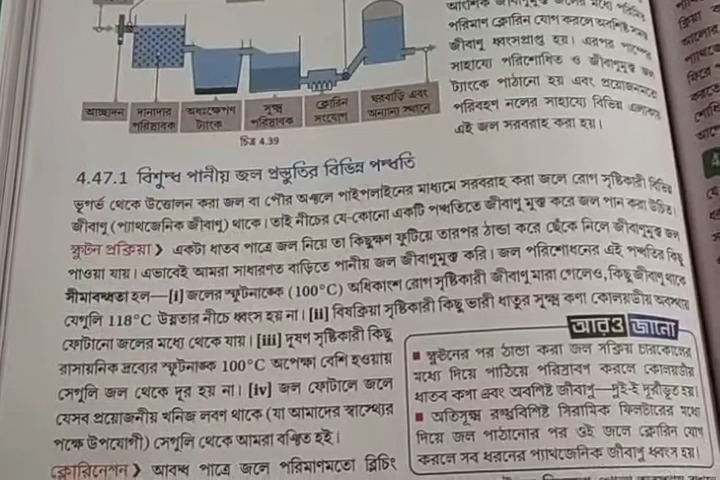 পরিমাণ ক্লোরিন যোগ করলে অবশিষ্ট সমস্ত
জীবাণু ধ্বংসপ্রাপ্ত হয়। এরপর পাম্পের
সাহায্যে পরিশোধিত ও জীবাণুমুক্ত জল
ট্যাংকে পাঠানো হয় এবং প্রয়োজনমতো
পরিবহণ নলের সাহায্যে বিভিন্ন এলাকায়
এই জল সরবরাহ করা হয়।
আচ্ছাদন দানাদার পরিস্রাবক অধঃক্ষেপণ ট্যাংক সূক্ষ্ম পরিস্রাবক ক্লোরিন সংযোগ ঘরবাড়ি এবং অন্যান্য স্থানে
চিত্র 4.39
4.47.1 বিশুদ্ধ পানীয় জল প্রস্তুতির বিভিন্ন পদ্ধতি
ভূগর্ভ থেকে উত্তোলন করা জল বা পৌর অঞ্চলে পাইপলাইনের মাধ্যমে সরবরাহ করা জলে রোগ সৃষ্টিকারী বিভিন্ন
জীবাণু (প্যাথজেনিক জীবাণু) থাকে। তাই নীচের যে-কোনো একটি পদ্ধতিতে জীবাণু মুক্ত করে জল পান করা উচিত।
স্ফুটন প্রক্রিয়া❯ একটা ধাতব পাত্রে জল নিয়ে তা কিছুক্ষণ ফুটিয়ে তারপর ঠান্ডা করে ছেঁকে নিলে জীবাণুমুক্ত জল
পাওয়া যায়। এভাবেই আমরা সাধারণত বাড়িতে পানীয় জল জীবাণুমুক্ত করি। জল পরিশোধনের এই পদ্ধতির কিছু
সীমাবদ্ধতা হল—[i] জলের স্ফুটনাঙ্কে (100°C) অধিকাংশ রোগ সৃষ্টিকারী জীবাণু মারা গেলেও, কিছু জীবাণু থাকে
যেগুলি 118°C উষ্ণতার নীচে ধ্বংস হয় না। [ii] বিষক্রিয়া সৃষ্টিকারী কিছু ভারী ধাতুর সূক্ষ্ম কণা কোলয়ডীয় অবস্থায়
ফোটানো জলের মধ্যে থেকে যায়। [iii] দূষণ সৃষ্টিকারী কিছু
রাসায়নিক দ্রব্যের স্ফুটনাঙ্ক 100°C অপেক্ষা বেশি হওয়ায়
সেগুলি জল থেকে দূর হয় না। [iv] জল ফোটালে জলে
যেসব প্রয়োজনীয় খনিজ লবণ থাকে (যা আমাদের স্বাস্থ্যের
পক্ষে উপযোগী) সেগুলি থেকে আমরা বঞ্চিত হই।
ক্লোরিনেশন❯ আবদ্ধ পাত্রে জলে পরিমাণমতো ব্লিচিং
আরও জানো
■ স্ফুটনের পর ঠান্ডা করা জল সক্রিয় চারকোলের
মধ্যে দিয়ে পাঠিয়ে পরিস্রাবণ করলে কোলয়ডীয়
ধাতব কণা এবং অবশিষ্ট জীবাণু—দুই-ই দূরীভূত হয়।
■ অতিসূক্ষ্ম রন্ধ্রবিশিষ্ট সিরামিক ফিলটারের মধ্যে
দিয়ে জল পাঠানোর পর ওই জলে ক্লোরিন যোগ
করলে সব ধরনের প্যাথজেনিক জীবাণু ধ্বংস হয়।